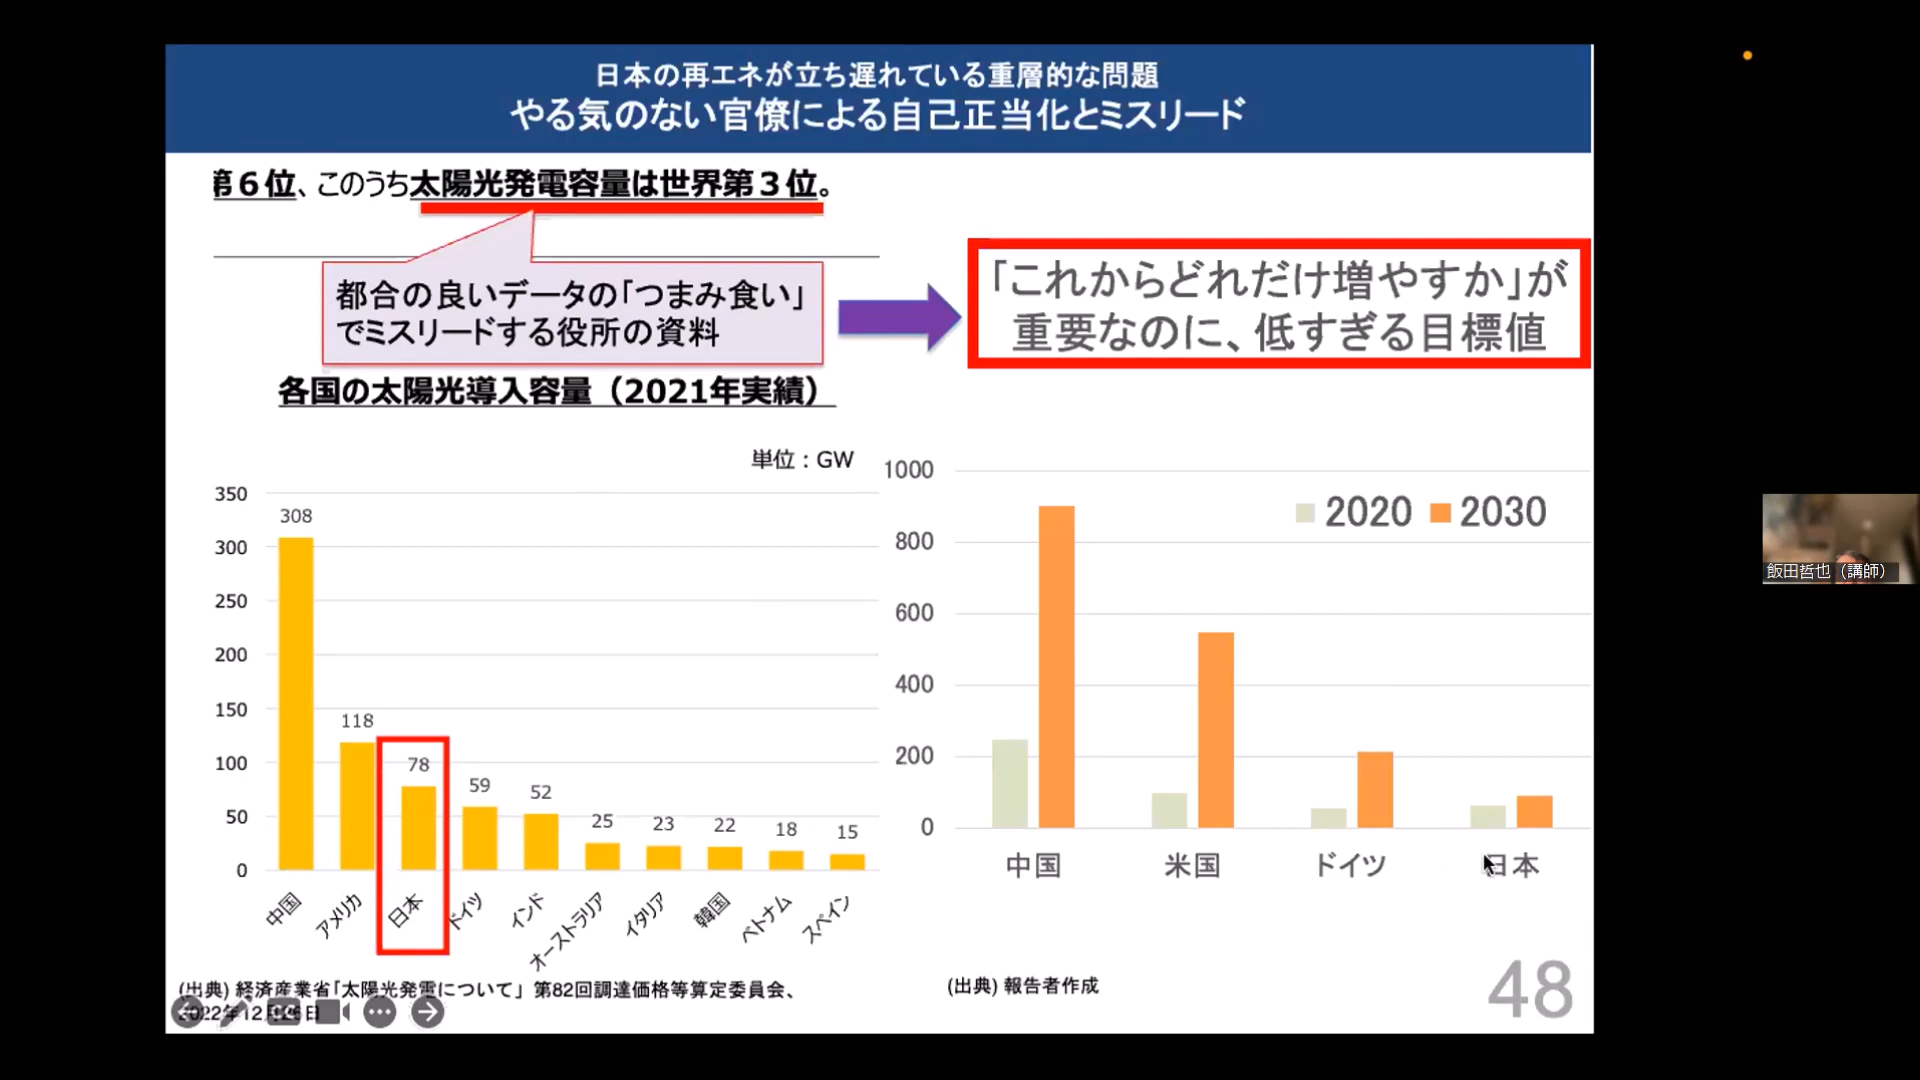 日本の再エネが立ち遅れている重層的な問題
やる気のない官僚による自己正当化とミスリード
第6位、このうち太陽光発電容量は世界第3位。
都合の良いデータの「つまみ食い」
でミスリードする役所の資料
「これからどれだけ増やすか」が
重要なのに、低すぎる目標値
各国の太陽光導入容量（2021年実績）
単位：GW
350
300
250
200
150
100
50
0
308
118
78
59
52
25
23
22
18
15
中国
アメリカ
日本
ドイツ
インド
オーストラリア
イタリア
韓国
ベトナム
スペイン
(出典) 経済産業省「太陽光発電について」 第82回調達価格等算定委員会、
2022年12月26日
1000
800
600
400
200
0
2020
2030
中国
米国
ドイツ
日本
(出典) 報告者作成
48
飯田哲也（講師）